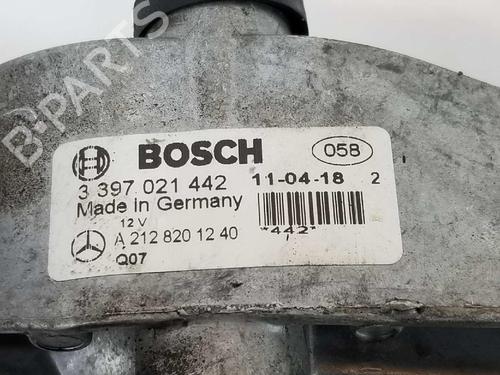 BOSCH 058
3 397 021 442 11-04-18 2
Made in Germany
12 V
A 212 820 12 40 *442*
Q07
B-PARTS